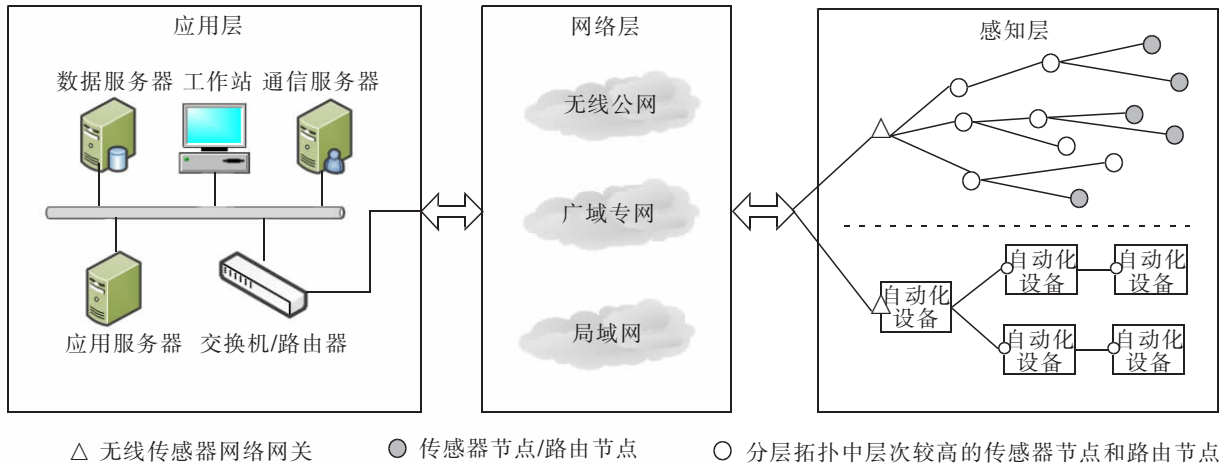 应用层
数据服务器 工作站 通信服务器
应用服务器 交换机/路由器
网络层
无线公网
广域专网
局域网
感知层
自动化
设备
自动化
设备
自动化
设备
自动化
设备
自动化
设备
△ 无线传感器网络网关
传感器节点/路由节点
分层拓扑中层次较高的传感器节点和路由节点